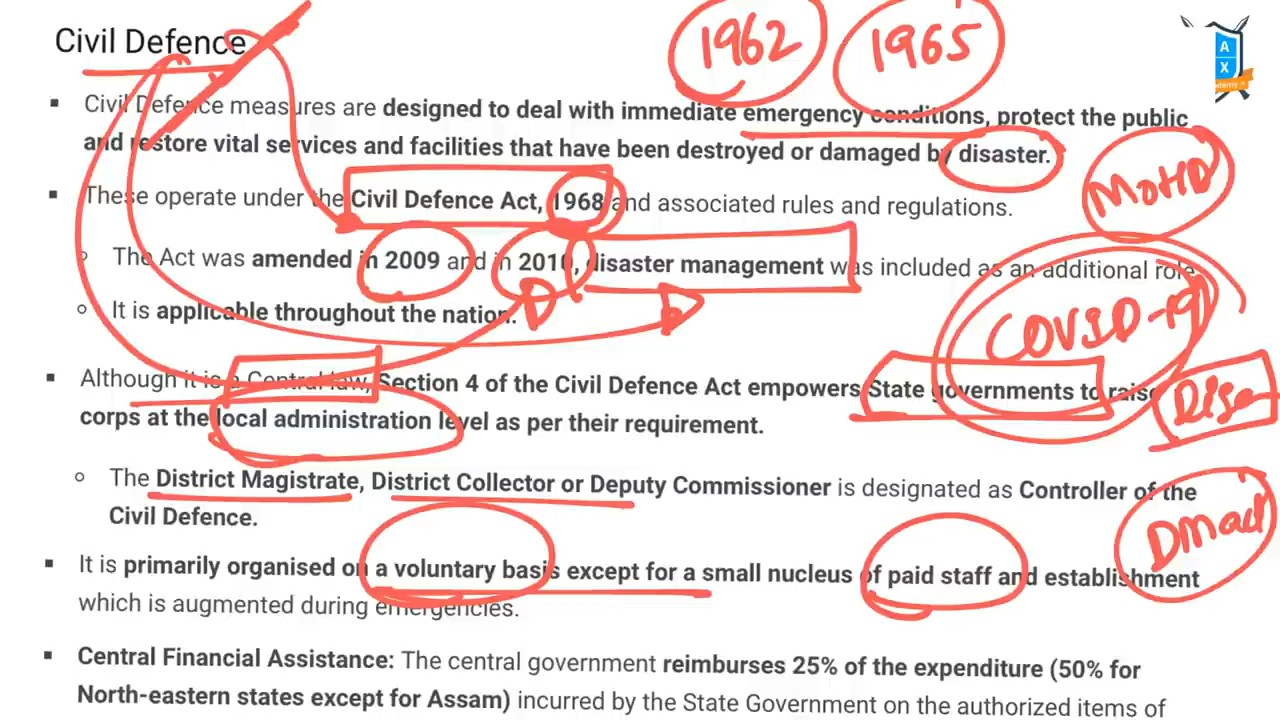 1962 1965
Civil Defence
A
X
ademy
Civil Defence measures are designed to deal with immediate emergency conditions, protect the public
and restore vital services and facilities that have been destroyed or damaged by disaster.
MoHD
These operate under the Civil Defence Act, 1968 and associated rules and regulations.
The Act was amended in 2009 and in 2010, disaster management was included as an additional role
It is applicable throughout the nation.
COVID-19
Although it is a Central law, Section 4 of the Civil Defence Act empowers State governments to raise
corps at the local administration level as per their requirement.
The District Magistrate, District Collector or Deputy Commissioner is designated as Controller of the
Civil Defence.
DMact
It is primarily organised on a voluntary basis except for a small nucleus of paid staff and establishment
which is augmented during emergencies.
Central Financial Assistance: The central government reimburses 25% of the expenditure (50% for
North-eastern states except for Assam) incurred by the State Government on the authorized items of